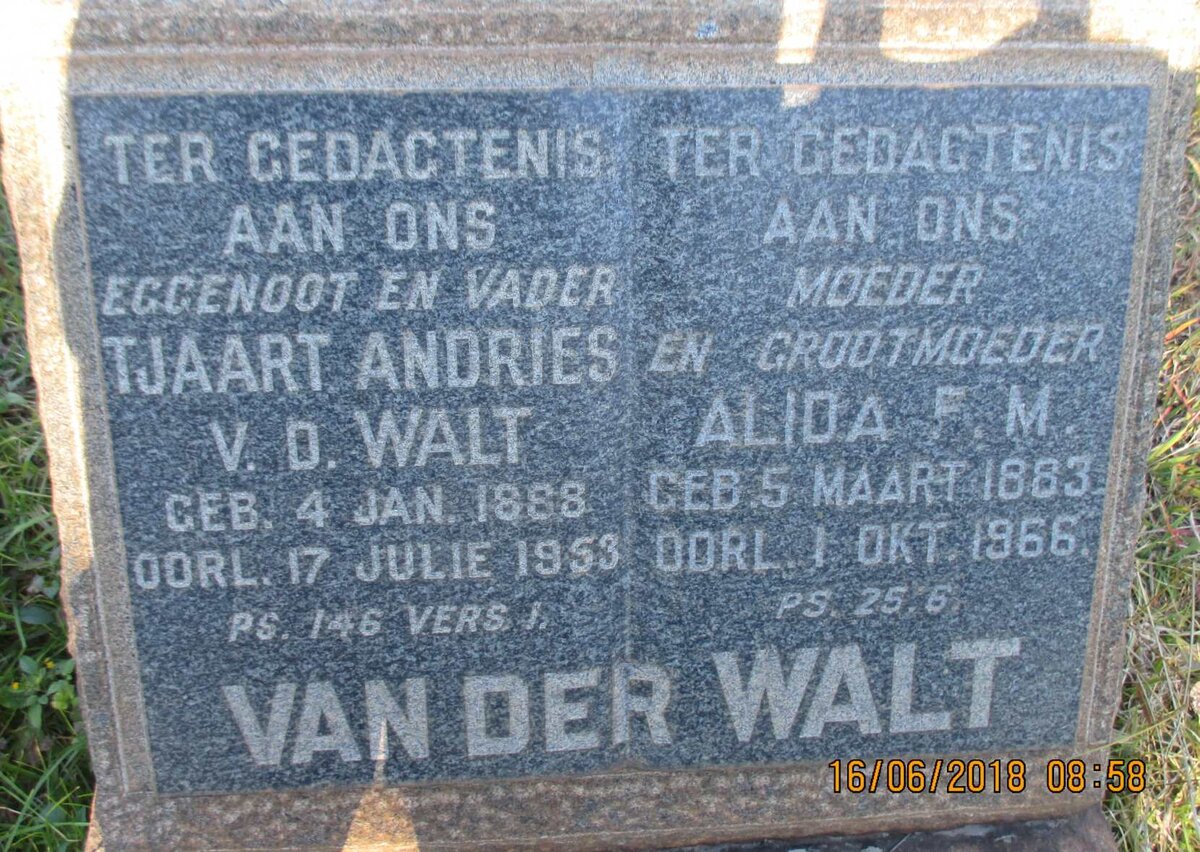 TER GEDACTENIS
AAN ONS
EGGENOOT EN VADER
TJAART ANDRIES
V. D. WALT
GEB. 4 JAN. 1888.
OORL. 17 JULIE 1953
PS. 146 VERS 1.
TER GEDACTENIS
AAN ONS
MOEDER
EN GROOTMOEDER
ALIDA F. M.
GEB. 5 MAART 1883.
OORL. 1 OKT. 1966.
PS. 25:6.
VAN DER WALT
16/06/2018 08:58